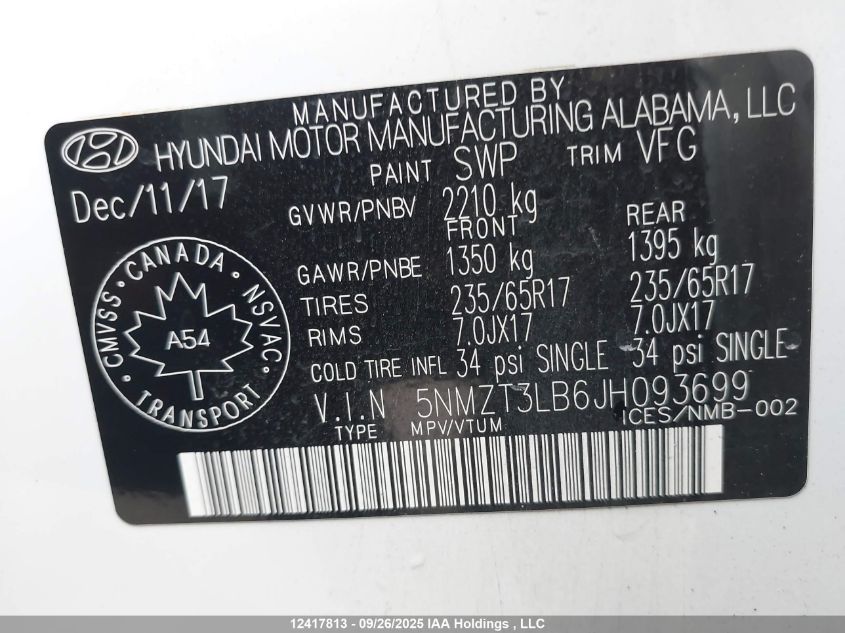 MANUFACTURED BY
HYUNDAI MOTOR MANUFACTURING ALABAMA, LLC
Dec/11/17 PAINT SWP TRIM VFG
GVWR/PNBV 2210 kg
FRONT REAR
GAWR/PNBE 1350 kg 1395 kg
TIRES 235/65R17 235/65R17
RIMS 7.0JX17 7.0JX17
COLD TIRE INFL 34 psi SINGLE 34 psi SINGLE
V.I.N 5NMZT3LB6JH093699
TYPE MPV/VTUM ICES/NMB-002
CMVSS · CANADA · NSVAC · TRANSPORT ·
A54
12417813 - 09/26/2025 IAA Holdings , LLC